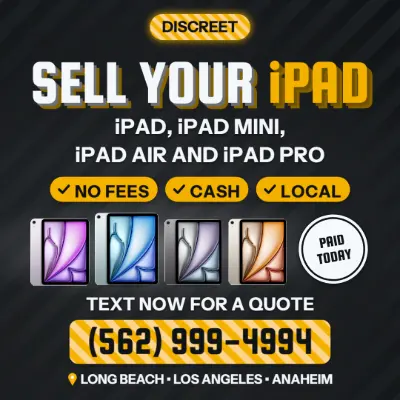 DISCREET
SELL YOUR iPAD
iPAD, iPAD MINI,
iPAD AIR AND iPAD PRO
NO FEES
CASH
LOCAL
PAID
TODAY
TEXT NOW FOR A QUOTE
(562) 999-4994
LONG BEACH • LOS ANGELES • ANAHEIM